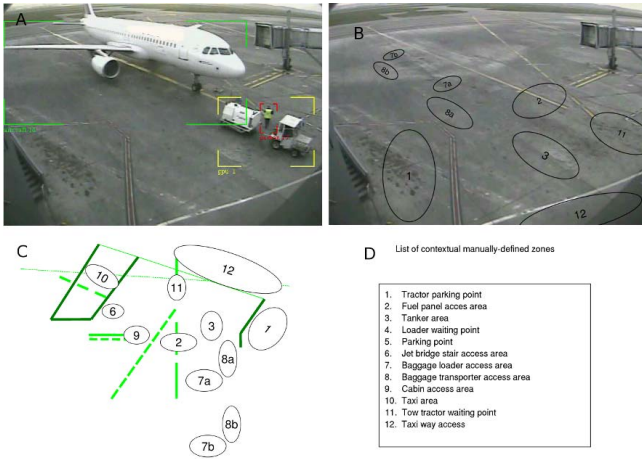 A
gpu 1
B
7b
8b
7a
8a
2
11
1
3
12
C
10
12
11
6
9
3
1
2
8a
7a
8b
7b
D
List of contextual manually-defined zones
1. Tractor parking point
2. Fuel panel acces area
3. Tanker area
4. Loader waiting point
5. Parking point
6. Jet bridge stair access area
7. Baggage loader access area
8. Baggage transporter access area
9. Cabin access area
10. Taxi area
11. Tow tractor waiting point
12. Taxi way access